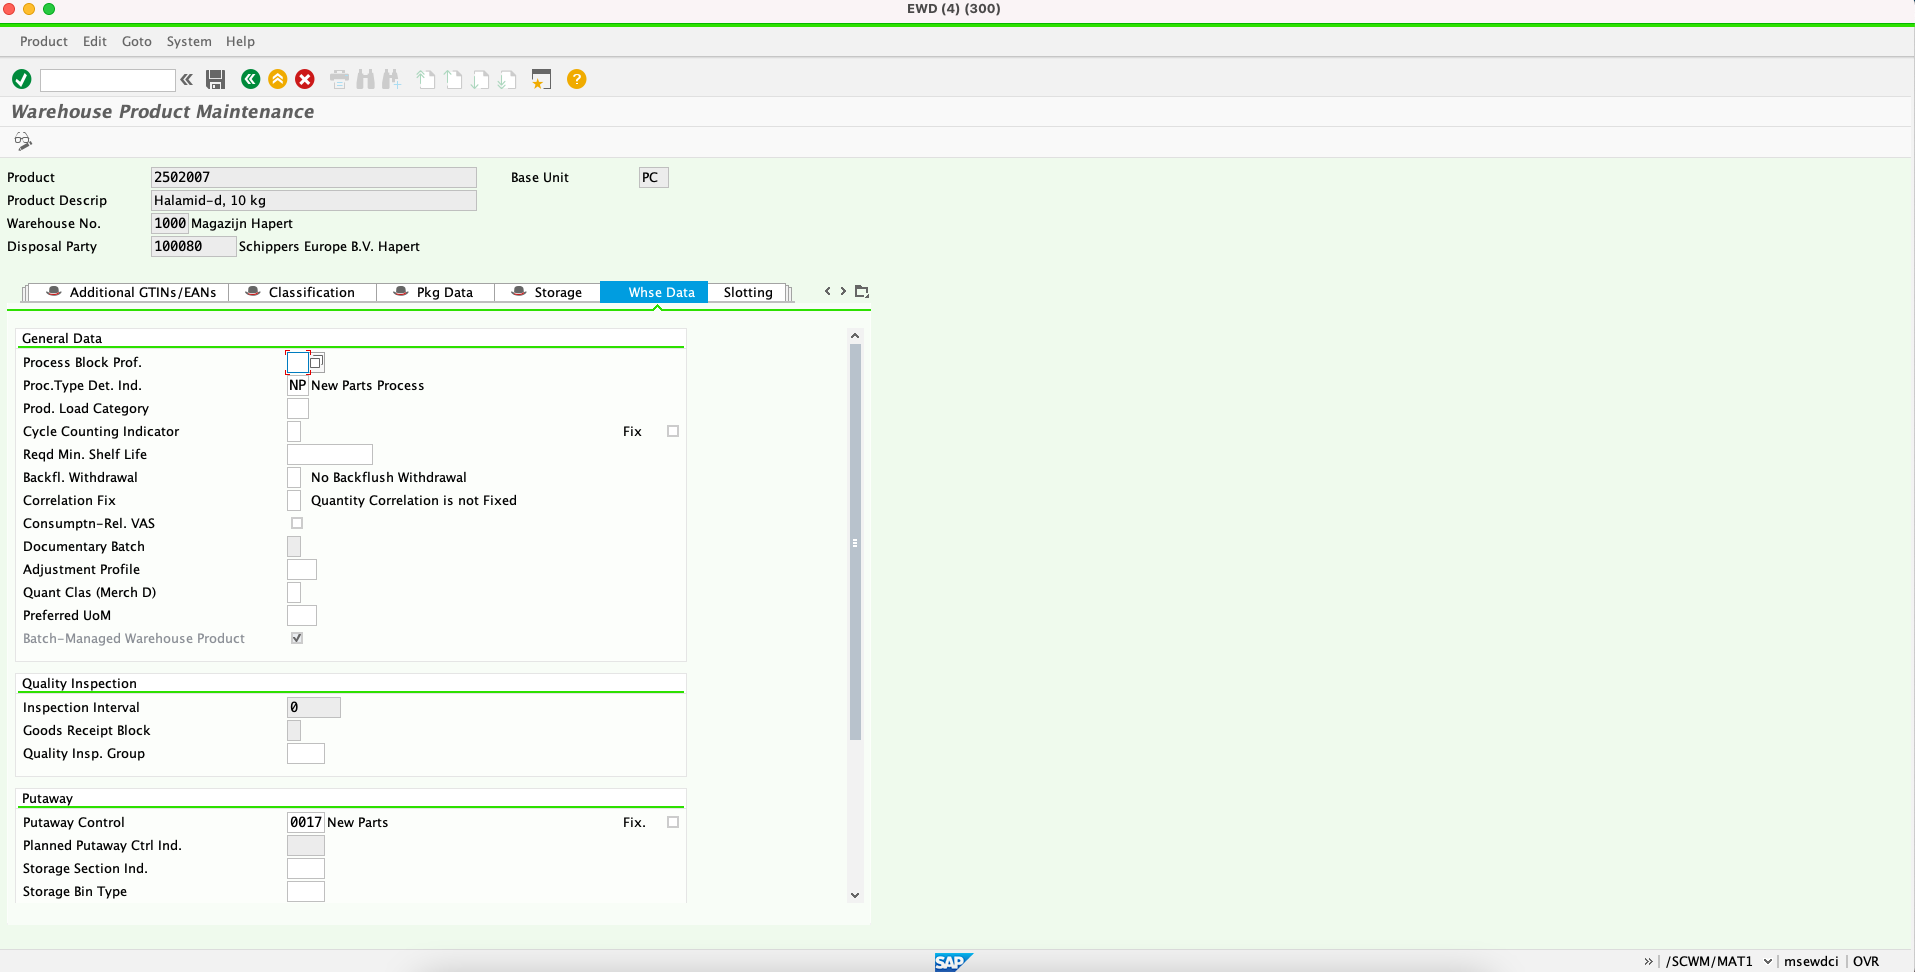 EWD (4) (300)
Product Edit Goto System Help
Warehouse Product Maintenance
Product 2502007 Base Unit PC
Product Descrip Halamid-d, 10 kg
Warehouse No. 1000 Magazijn Hapert
Disposal Party 100080 Schippers Europe B.V. Hapert
Additional GTINs/EANs Classification Pkg Data Storage Whse Data Slotting
General Data
Process Block Prof.
Proc.Type Det. Ind. NP New Parts Process
Prod. Load Category
Cycle Counting Indicator Fix
Reqd Min. Shelf Life
Backfl. Withdrawal No Backflush Withdrawal
Correlation Fix Quantity Correlation is not Fixed
Consumptn-Rel. VAS
Documentary Batch
Adjustment Profile
Quant Clas (Merch D)
Preferred UoM
Batch-Managed Warehouse Product
Quality Inspection
Inspection Interval 0
Goods Receipt Block
Quality Insp. Group
Putaway
Putaway Control 0017 New Parts Fix.
Planned Putaway Ctrl Ind.
Storage Section Ind.
Storage Bin Type
SAP » /SCWM/MAT1 msewdci OVR